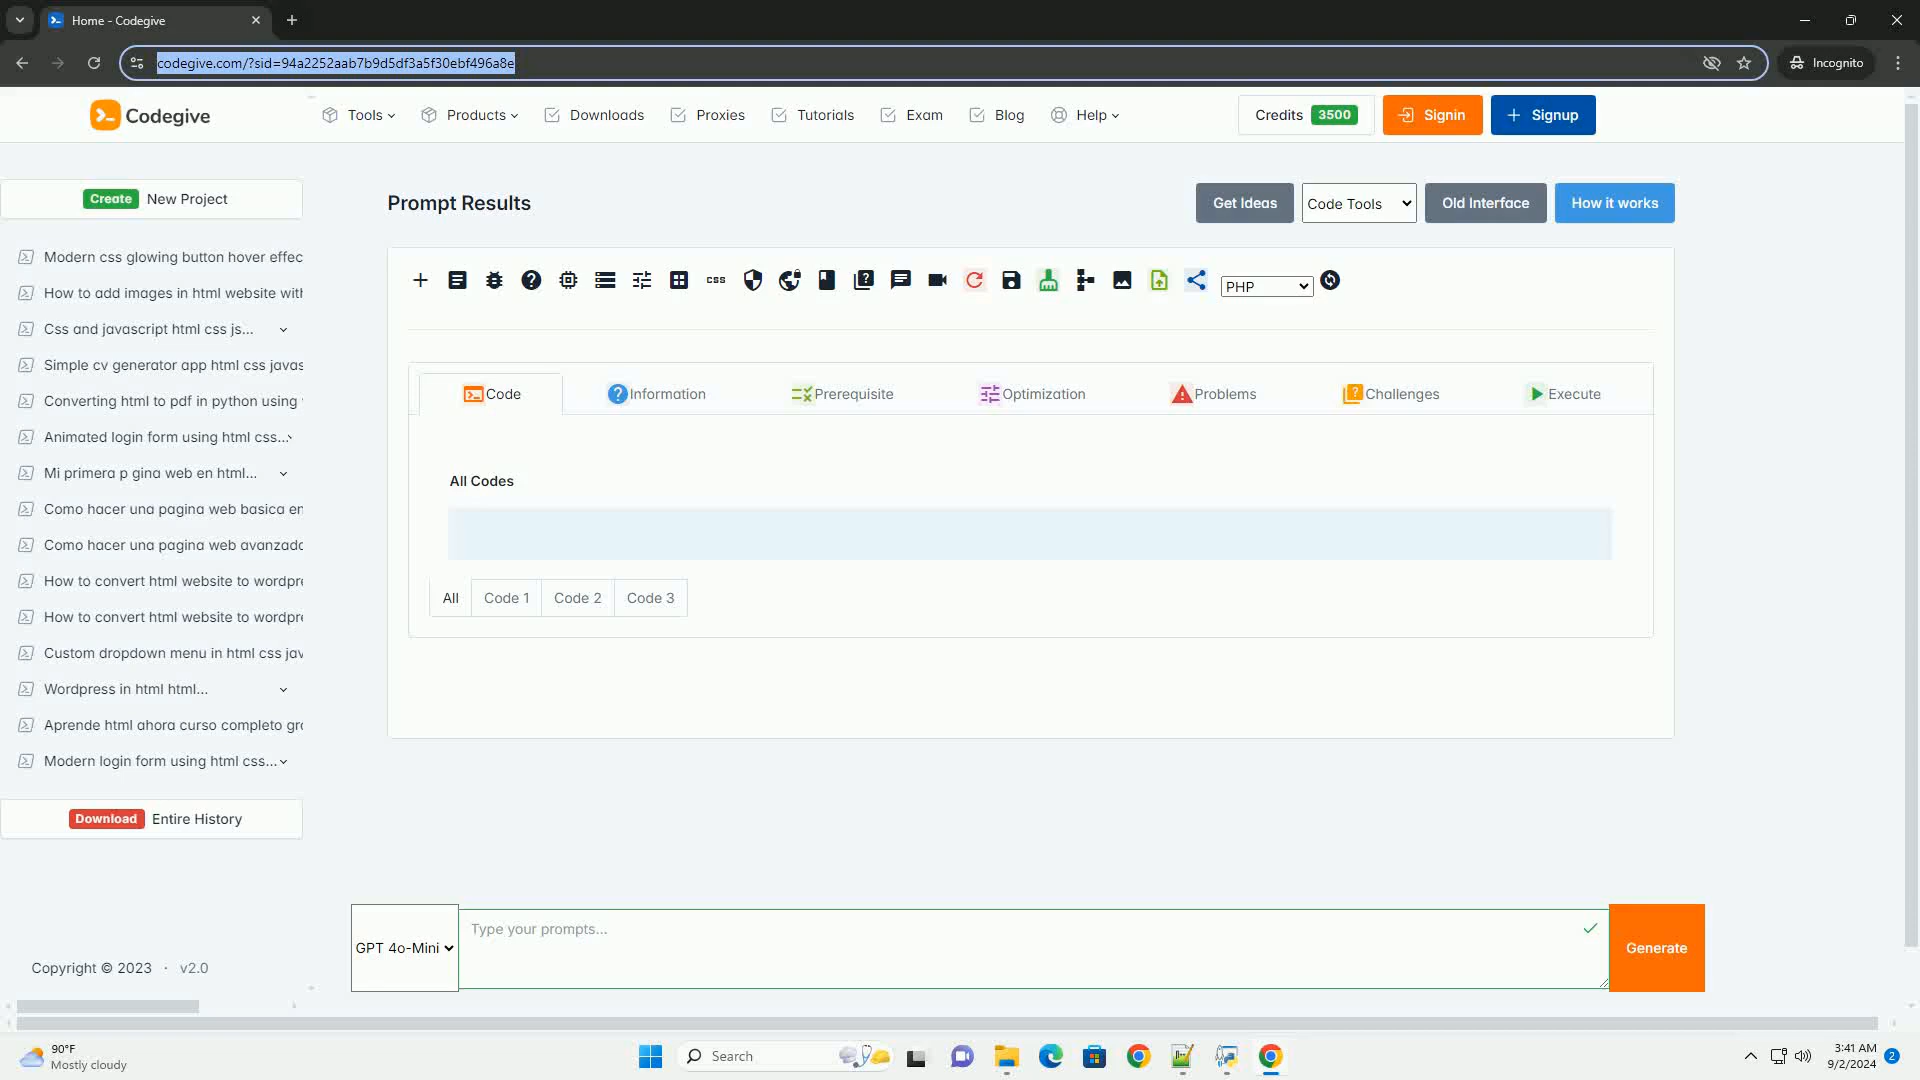 Home - Codegive
codegive.com/?sid=94a2252aab7b9d5df3a5f30ebf496a8e
Incognito
Codegive
Tools
Products
Downloads
Proxies
Tutorials
Exam
Blog
Help
Credits 3500
Signin
Signup
Create New Project
Modern css glowing button hover effec
How to add images in html website with
Css and javascript html css js...
Simple cv generator app html css javas
Converting html to pdf in python using
Animated login form using html css...
Mi primera p gina web en html...
Como hacer una pagina web basica en
Como hacer una pagina web avanzada
How to convert html website to wordpre
How to convert html website to wordpre
Custom dropdown menu in html css jav
Wordpress in html html...
Aprende html ahora curso completo gra
Modern login form using html css...
Download Entire History
Copyright © 2023 · v2.0
Prompt Results
Get Ideas
Code Tools
Old Interface
How it works
css
PHP
Code
Information
Prerequisite
Optimization
Problems
Challenges
Execute
All Codes
All
Code 1
Code 2
Code 3
GPT 4o-Mini
Type your prompts...
Generate
90°F
Mostly cloudy
Search
3:41 AM
9/2/2024
2